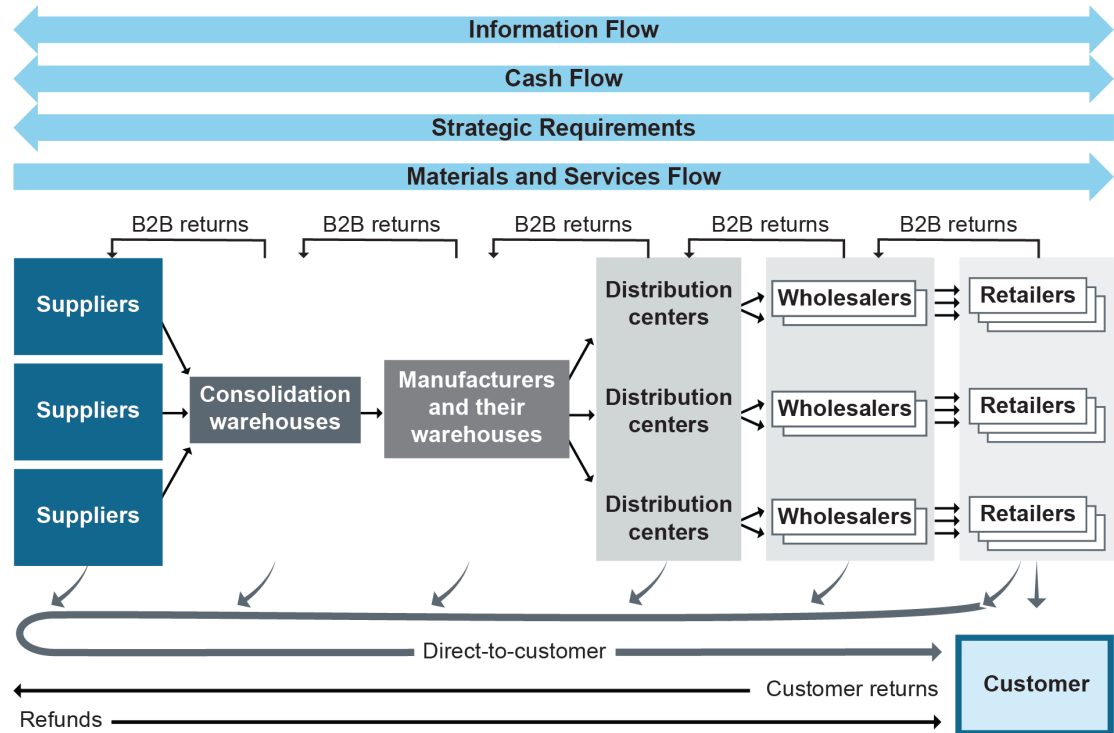 Information Flow
Cash Flow
Strategic Requirements
Materials and Services Flow
B2B returns
B2B returns
B2B returns
B2B returns
B2B returns
Suppliers
Distribution
centers
Wholesalers
Retailers
Suppliers
Consolidation
warehouses
Manufacturers
and their
warehouses
Distribution
centers
Wholesalers
Retailers
Suppliers
Distribution
centers
Wholesalers
Retailers
Direct-to-customer
Customer
Customer returns
Refunds